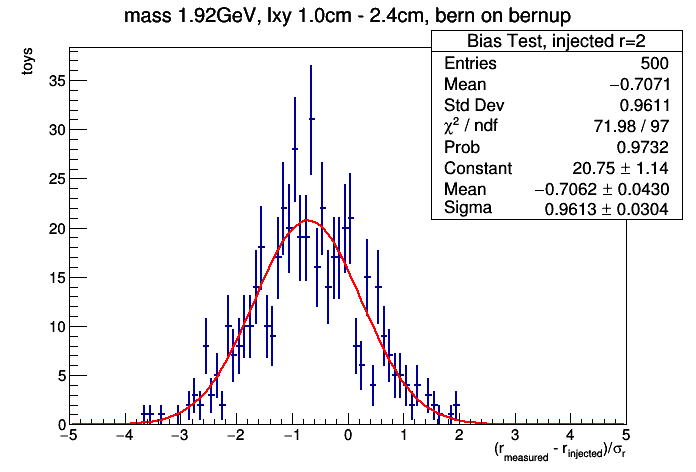 mass 1.92GeV, lxy 1.0cm - 2.4cm, bern on bernup
Bias Test, injected r=2
Entries 500
Mean −0.7071
Std Dev 0.9611
χ² / ndf 71.98 / 97
Prob 0.9732
Constant 20.75 ± 1.14
Mean −0.7062 ± 0.0430
Sigma 0.9613 ± 0.0304
toys
35
30
25
20
15
10
5
0
−5 −4 −3 −2 −1 0 1 2 3 4 5
(r_measured - r_injected)/σ_r